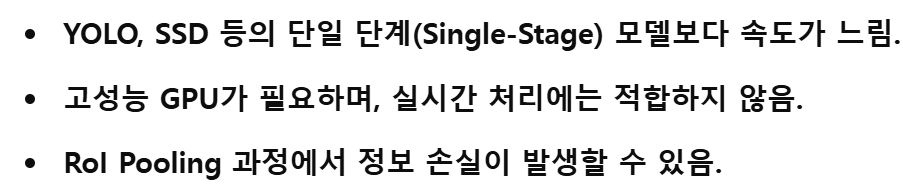 • YOLO, SSD 등의 단일 단계(Single-Stage) 모델보다 속도가 느림.
• 고성능 GPU가 필요하며, 실시간 처리에는 적합하지 않음.
• RoI Pooling 과정에서 정보 손실이 발생할 수 있음.